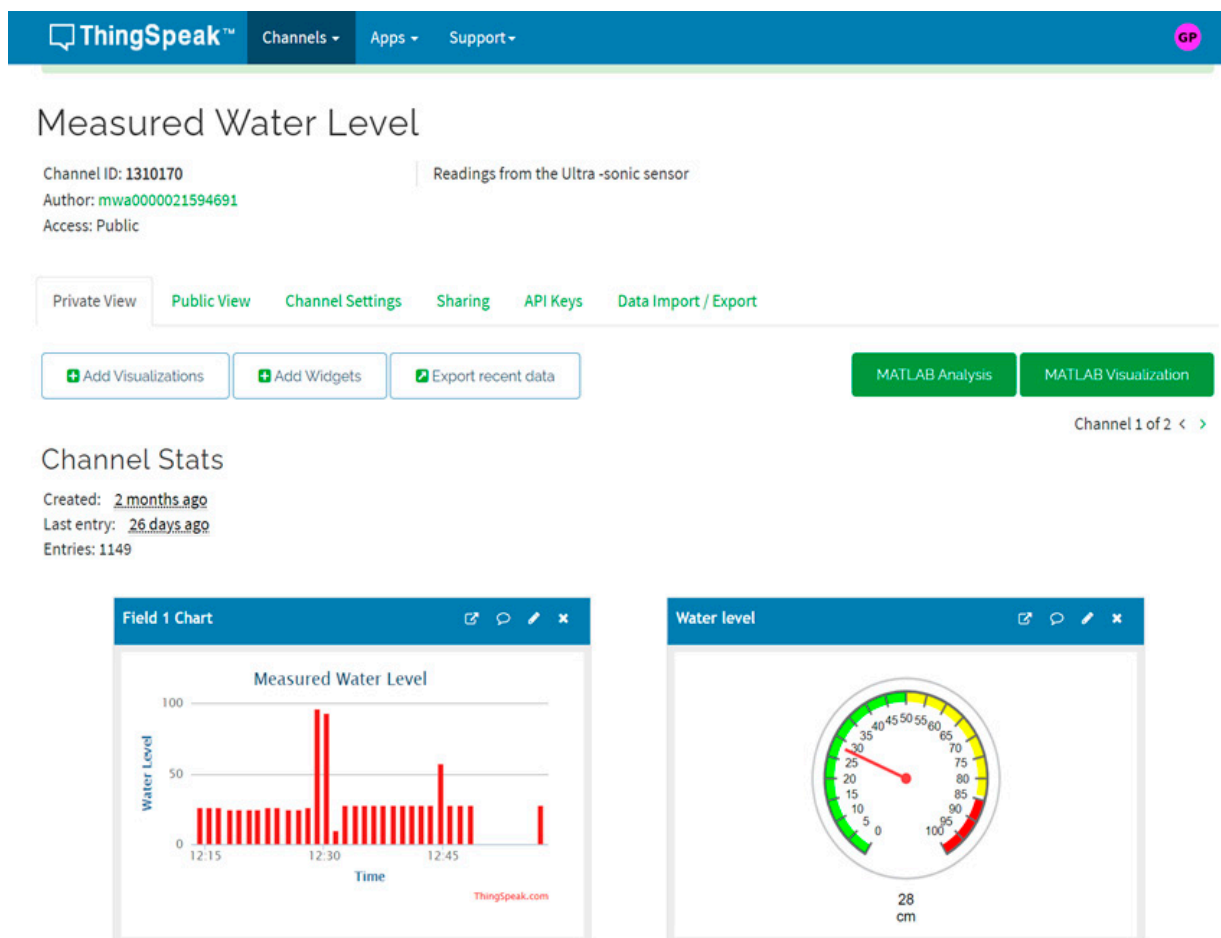 ThingSpeak™ Channels Apps Support GP
Measured Water Level
Channel ID: 1310170 Readings from the Ultra -sonic sensor
Author: mwa0000021594691
Access: Public
Private View Public View Channel Settings Sharing API Keys Data Import / Export
Add Visualizations Add Widgets Export recent data MATLAB Analysis MATLAB Visualization
Channel 1 of 2 < >
Channel Stats
Created: 2 months ago
Last entry: 26 days ago
Entries: 1149
Field 1 Chart
Measured Water Level
Water Level
100
50
0
12:15 12:30 12:45
Time
ThingSpeak.com
Water level
0 5 10 15 20 25 30 35 40 45 50 55 60 65 70 75 80 85 90 95 100
28
cm